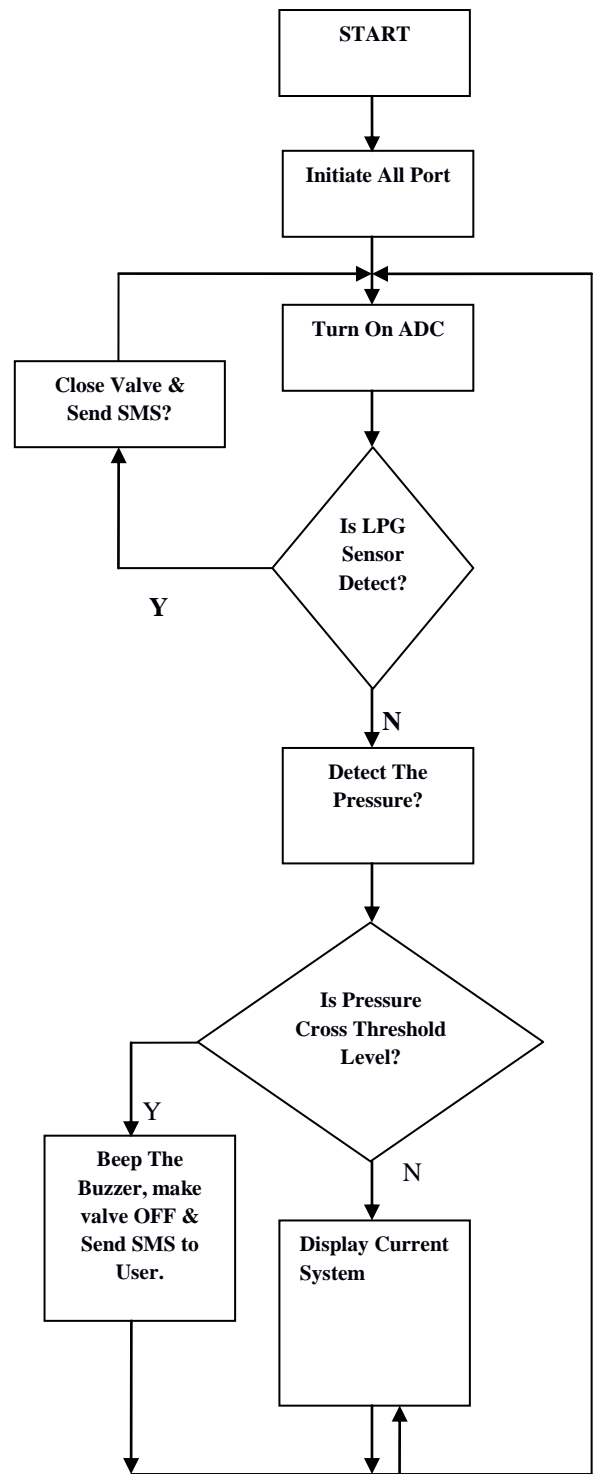 START
Initiate All Port
Turn On ADC
Close Valve &
Send SMS?
Is LPG
Sensor
Detect?
Y
N
Detect The
Pressure?
Is Pressure
Cross Threshold
Level?
Y
N
Beep The
Buzzer, make
valve OFF &
Send SMS to
User.
Display Current
System